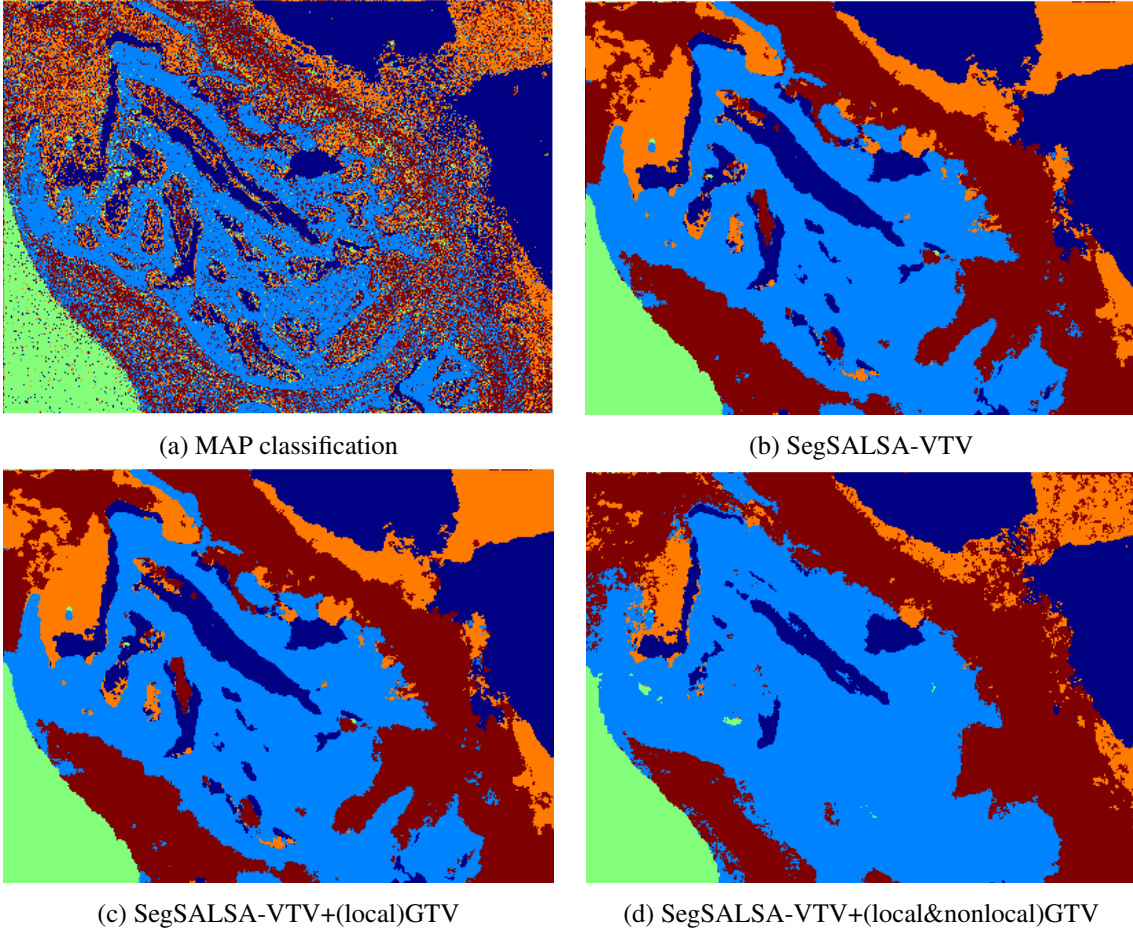 (a) MAP classification
(b) SegSALSA-VTV
(c) SegSALSA-VTV+(local)GTV
(d) SegSALSA-VTV+(local&nonlocal)GTV